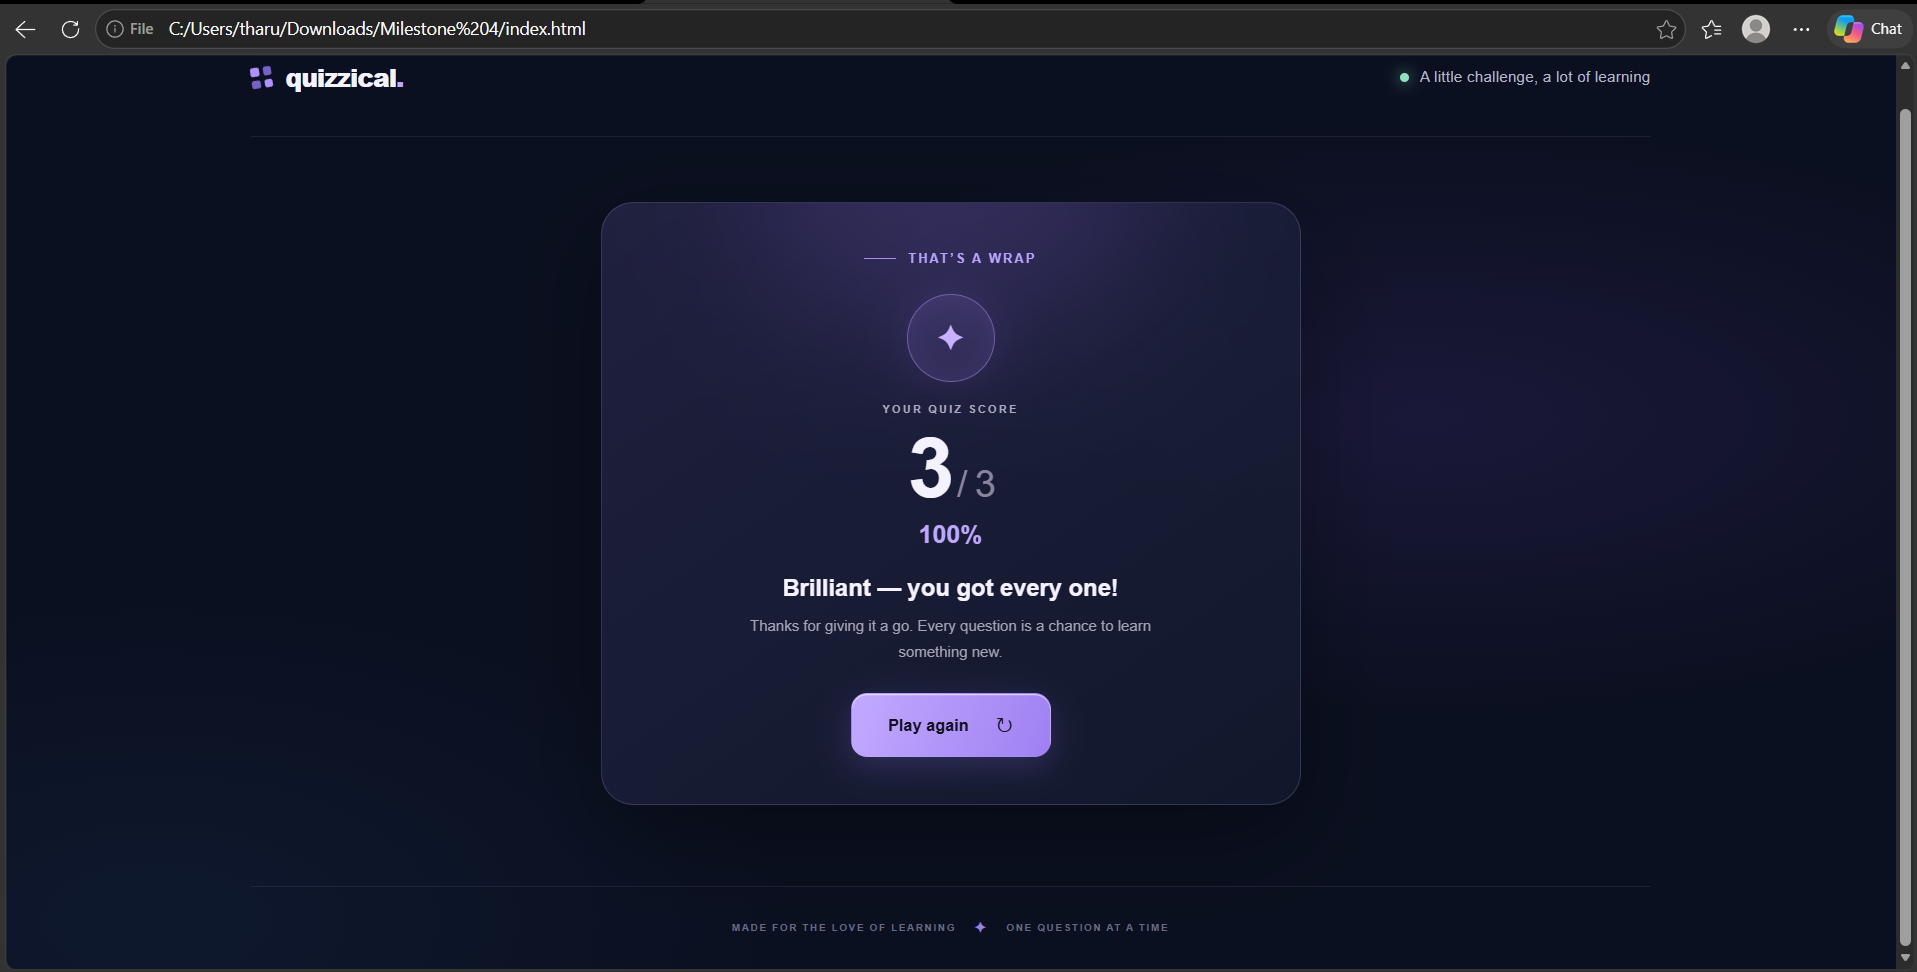 File C:/Users/tharu/Downloads/Milestone%204/index.html
Chat
quizzical.
A little challenge, a lot of learning
THAT'S A WRAP
YOUR QUIZ SCORE
3 / 3
100%
Brilliant — you got every one!
Thanks for giving it a go. Every question is a chance to learn
something new.
Play again
MADE FOR THE LOVE OF LEARNING ✦ ONE QUESTION AT A TIME